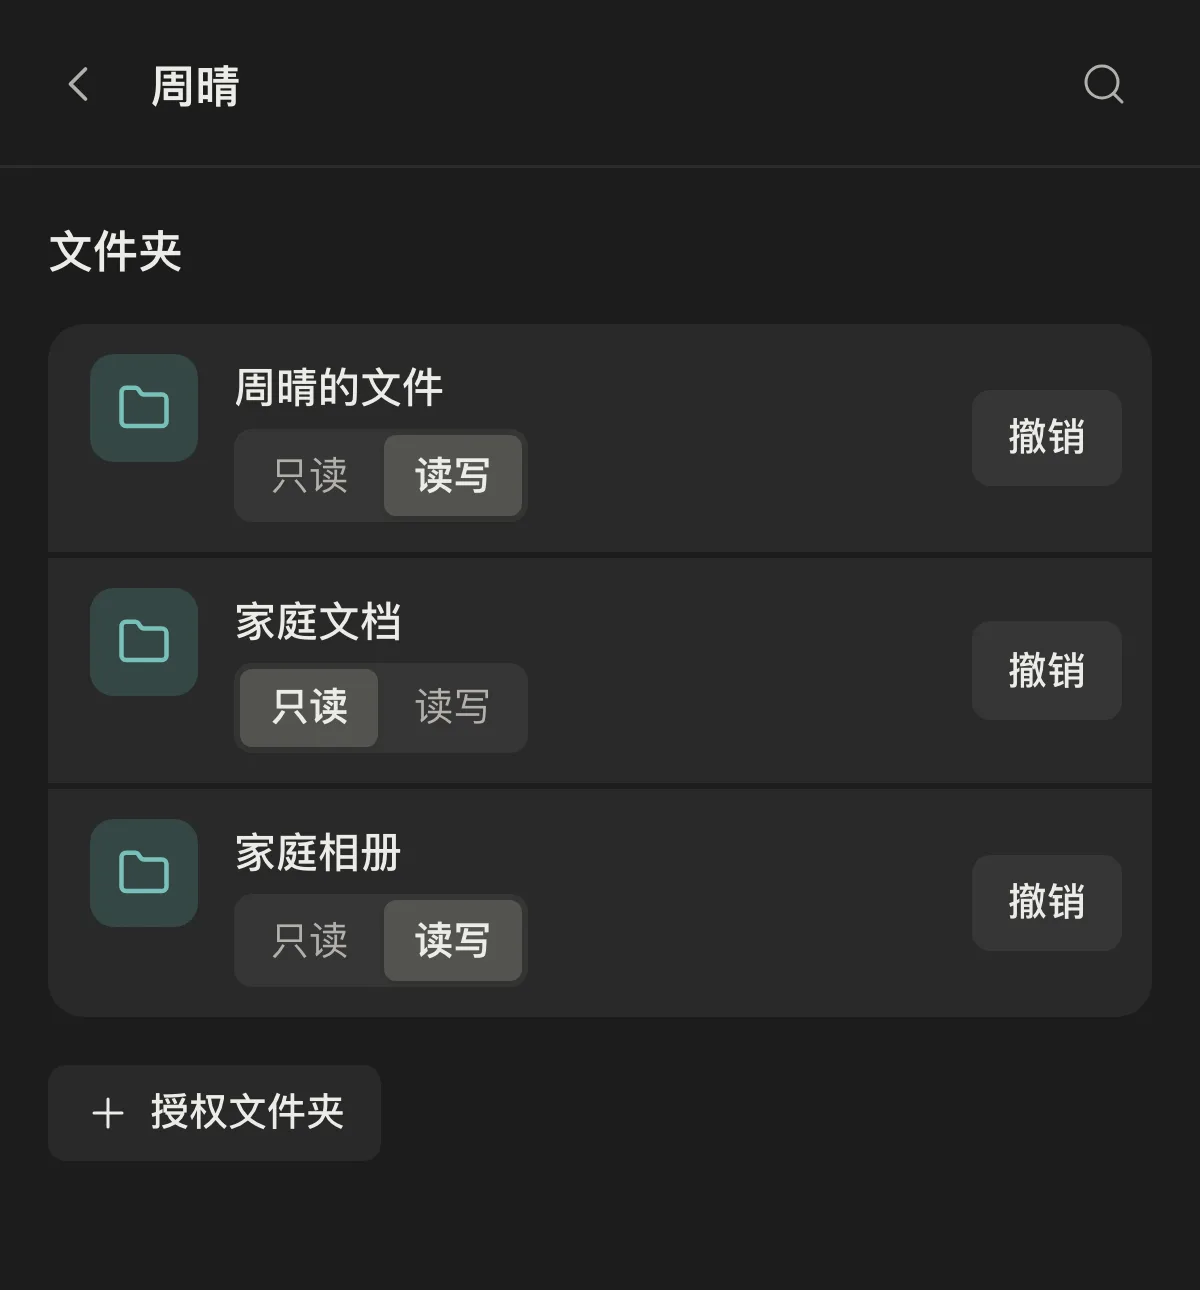 周晴
文件夹
周晴的文件
只读 读写
撤销
家庭文档
只读 读写
撤销
家庭相册
只读 读写
撤销
授权文件夹